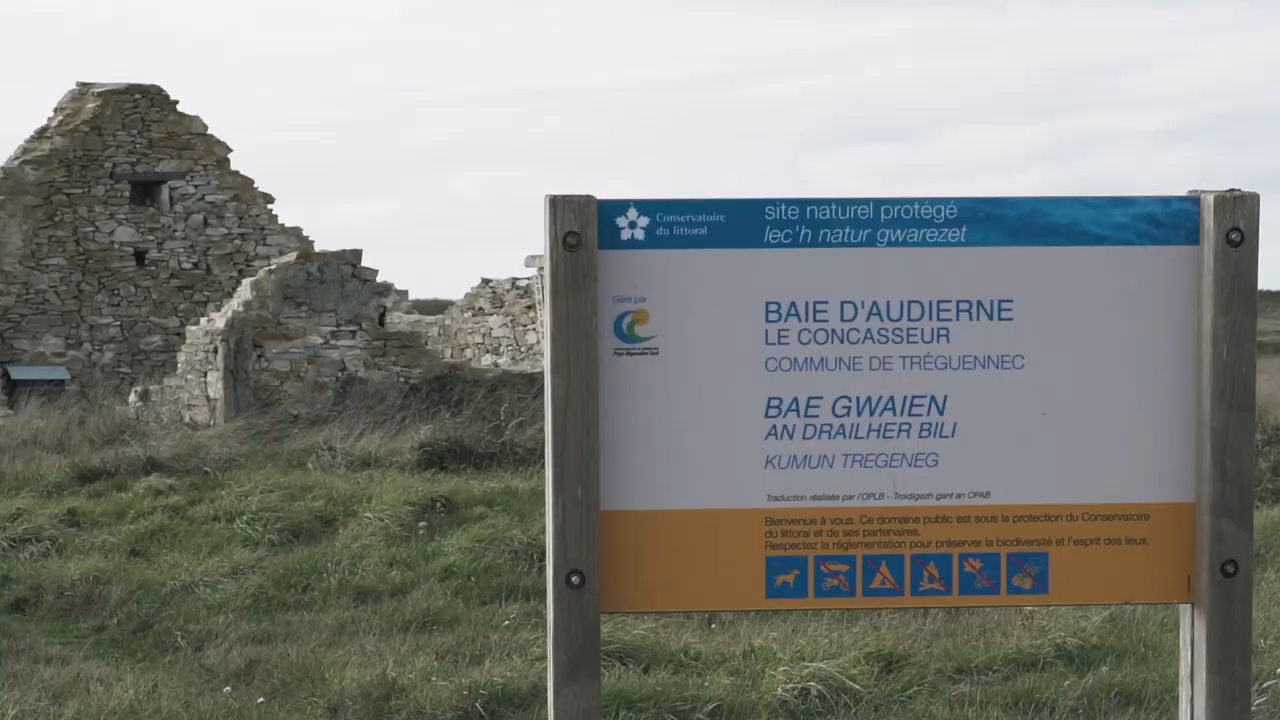 Conservatoire
du littoral
site naturel protégé
lec'h natur gwarezet
Géré par
BAIE D'AUDIERNE
LE CONCASSEUR
COMMUNE DE TRÉGUENNEC
BAE GWAIEN
AN DRAILHER BILI
KUMUN TREGENEG
Traduction réalisée par l'OPLB – Troidigezh gant an OPAB
Bienvenue à vous. Ce domaine public est sous la protection du Conservatoire
du littoral et de ses partenaires.
Respectez la réglementation pour préserver la biodiversité et l'esprit des lieux.